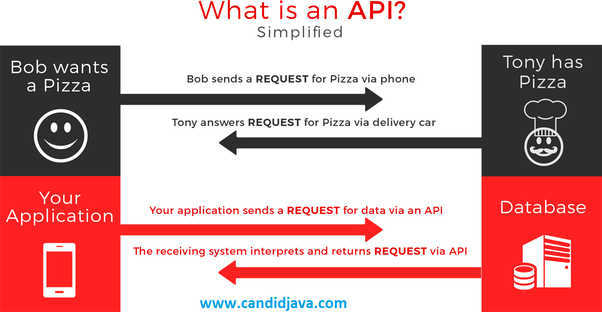 What is an API?
Simplified
Bob wants
a Pizza
Bob sends a REQUEST for Pizza via phone
Tony answers REQUEST for Pizza via delivery car
Tony has
Pizza
Your
Application
Your application sends a REQUEST for data via an API
The receiving system interprets and returns REQUEST via API
Database
www.candidjava.com